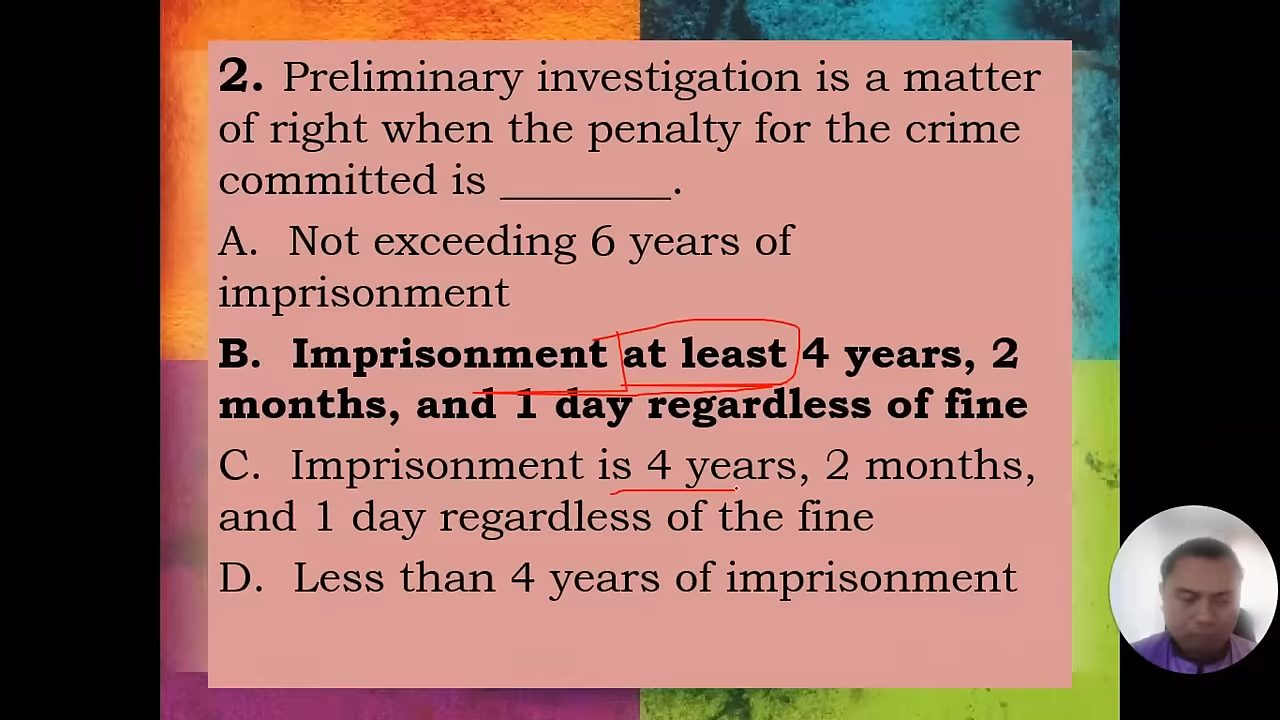 2. Preliminary investigation is a matter
of right when the penalty for the crime
committed is ________.
A. Not exceeding 6 years of
imprisonment
B. Imprisonment at least 4 years, 2
months, and 1 day regardless of fine
C. Imprisonment is 4 years, 2 months,
and 1 day regardless of the fine
D. Less than 4 years of imprisonment